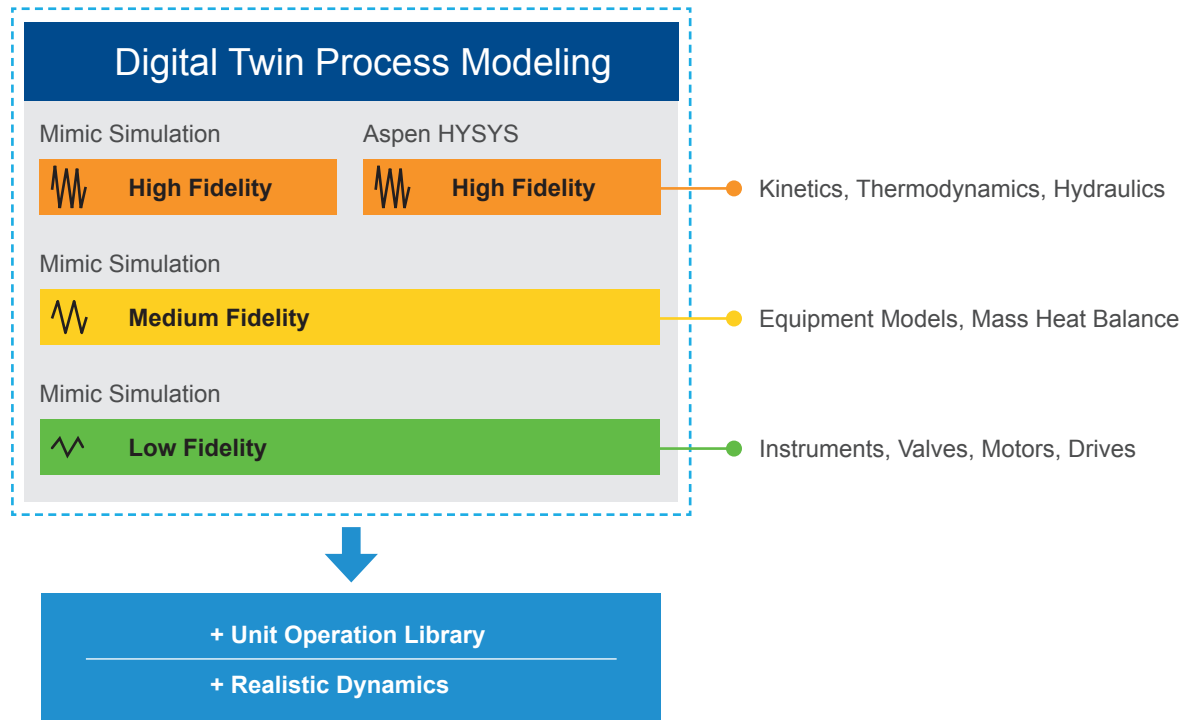 Digital Twin Process Modeling
Mimic Simulation
Aspen HYSYS
High Fidelity
High Fidelity
Kinetics, Thermodynamics, Hydraulics
Mimic Simulation
Medium Fidelity
Equipment Models, Mass Heat Balance
Mimic Simulation
Low Fidelity
Instruments, Valves, Motors, Drives
+ Unit Operation Library
+ Realistic Dynamics